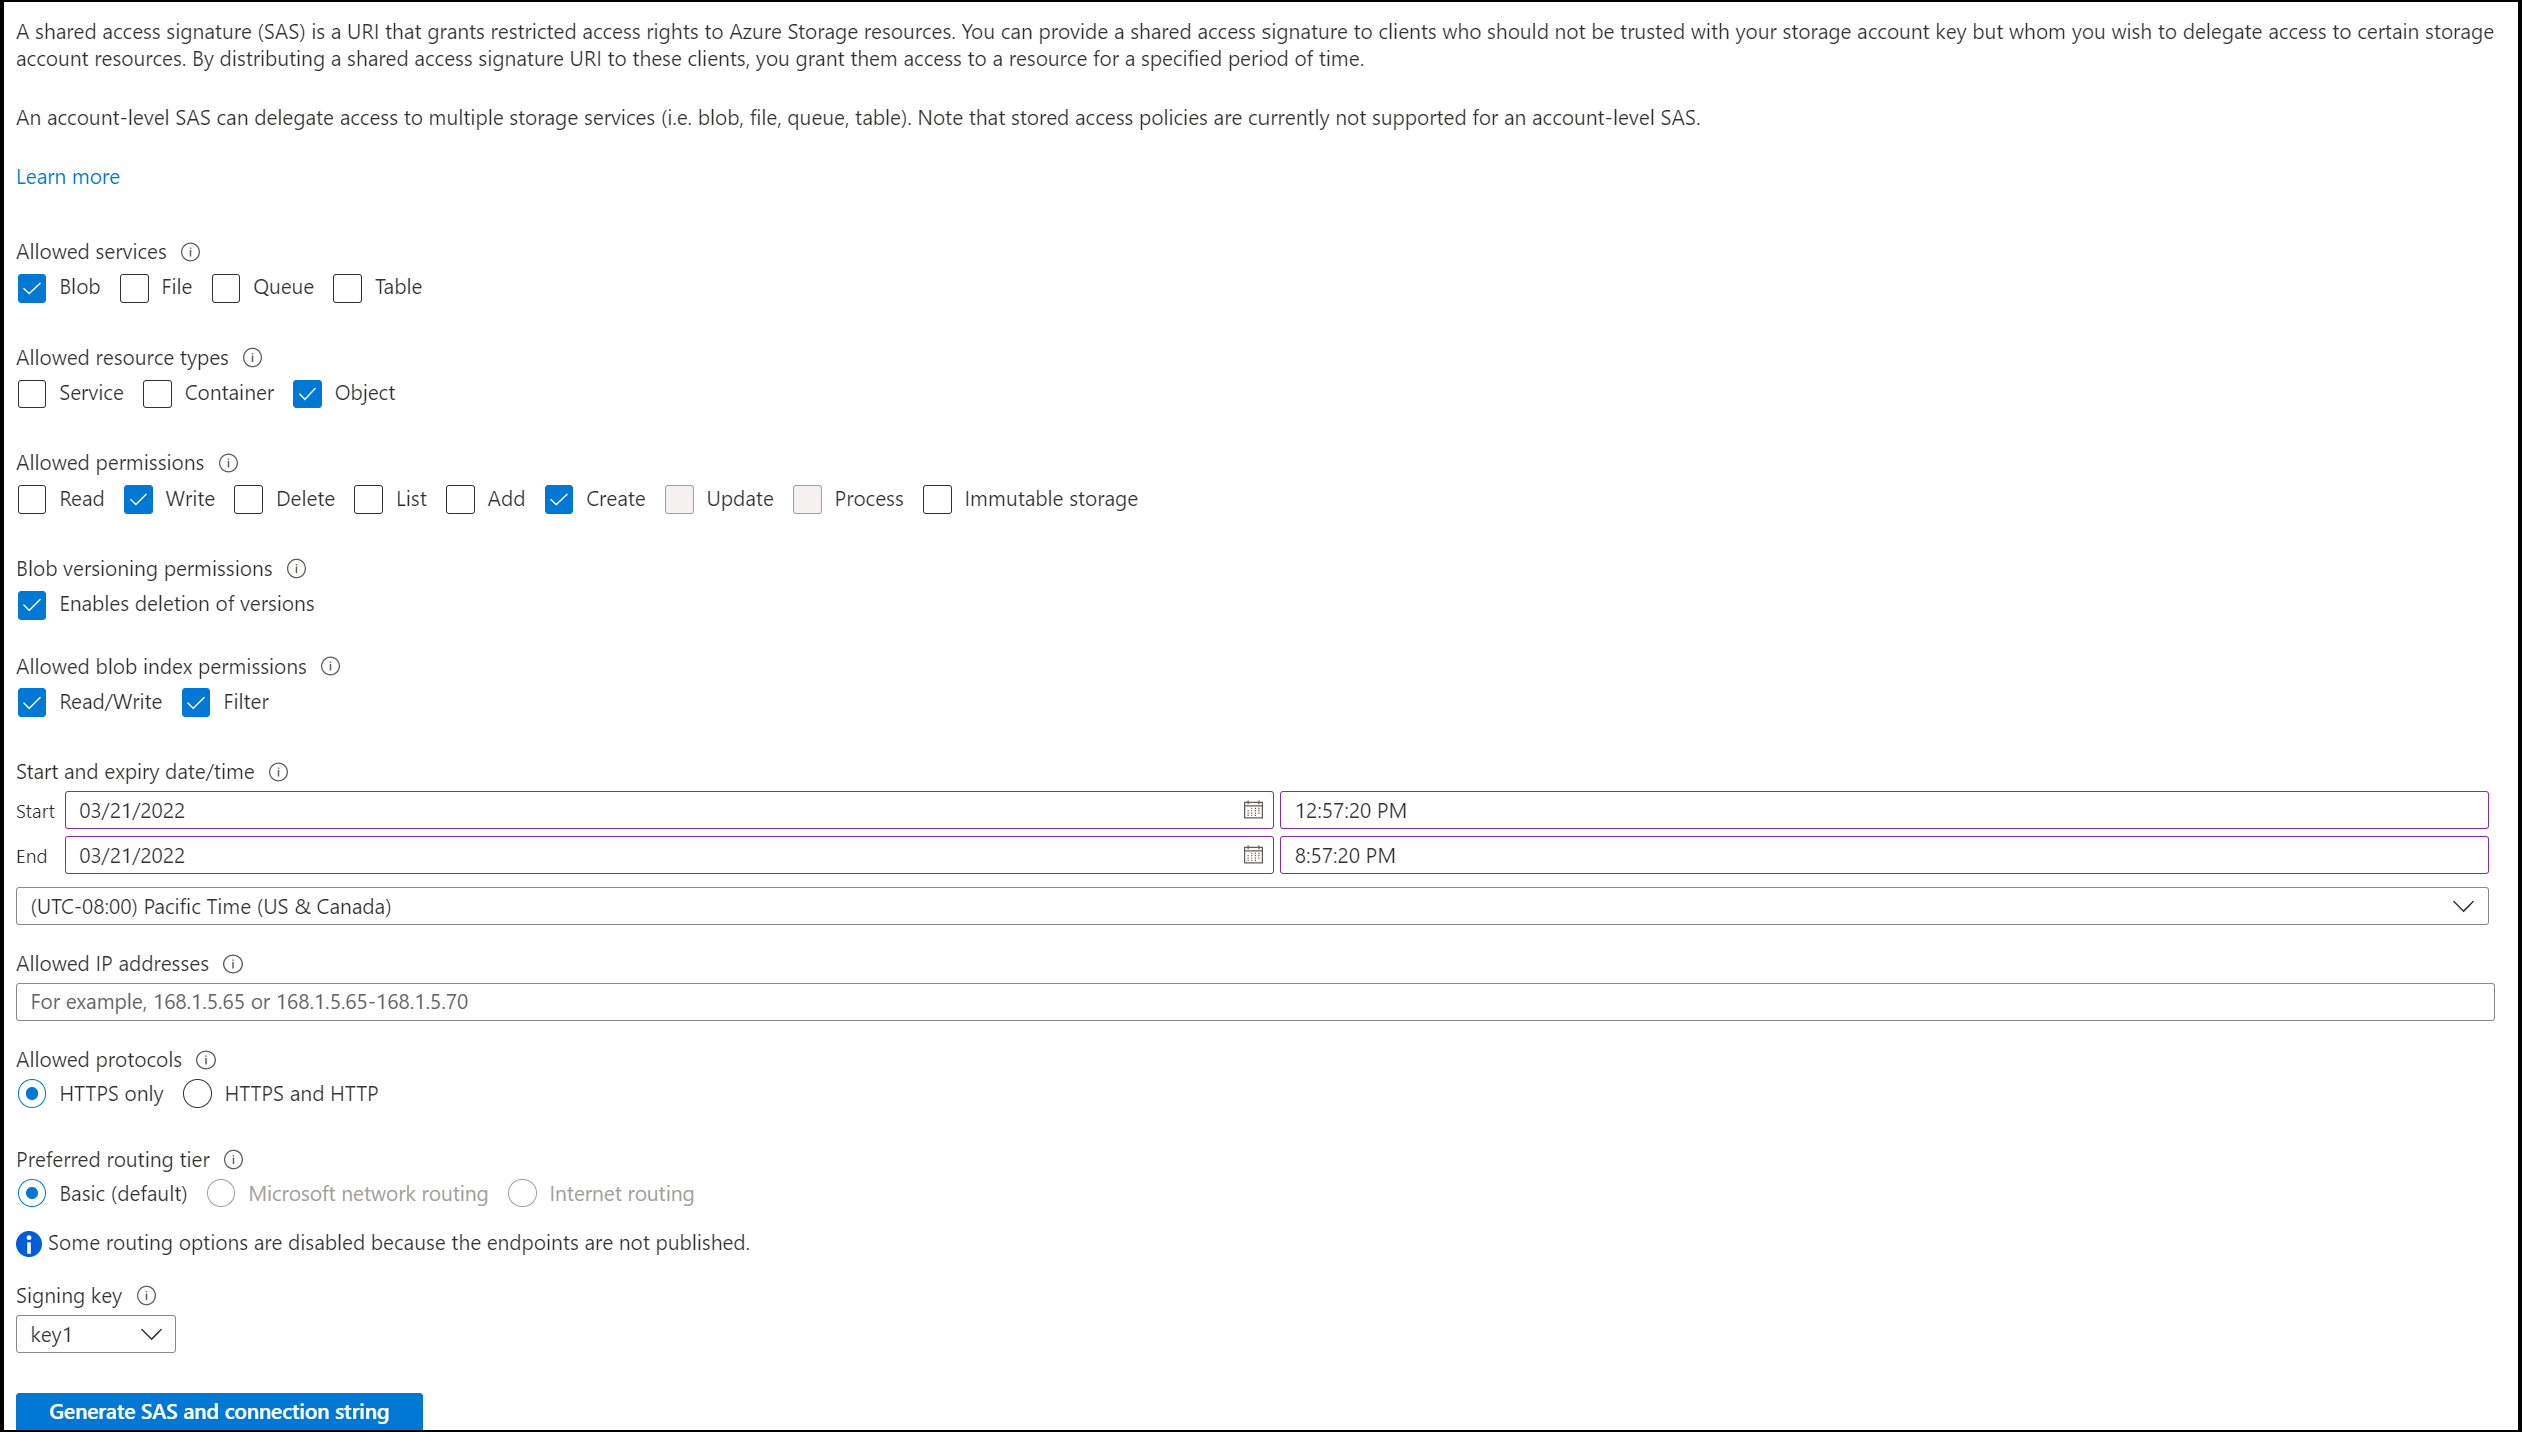 A shared access signature (SAS) is a URI that grants restricted access rights to Azure Storage resources. You can provide a shared access signature to clients who should not be trusted with your storage account key but whom you wish to delegate access to certain storage
account resources. By distributing a shared access signature URI to these clients, you grant them access to a resource for a specified period of time.
An account-level SAS can delegate access to multiple storage services (i.e. blob, file, queue, table). Note that stored access policies are currently not supported for an account-level SAS.
Learn more
Allowed services
Blob File Queue Table
Allowed resource types
Service Container Object
Allowed permissions
Read Write Delete List Add Create Update Process Immutable storage
Blob versioning permissions
Enables deletion of versions
Allowed blob index permissions
Read/Write Filter
Start and expiry date/time
Start 03/21/2022 12:57:20 PM
End 03/21/2022 8:57:20 PM
(UTC-08:00) Pacific Time (US & Canada)
Allowed IP addresses
For example, 168.1.5.65 or 168.1.5.65-168.1.5.70
Allowed protocols
HTTPS only HTTPS and HTTP
Preferred routing tier
Basic (default) Microsoft network routing Internet routing
Some routing options are disabled because the endpoints are not published.
Signing key
key1
Generate SAS and connection string